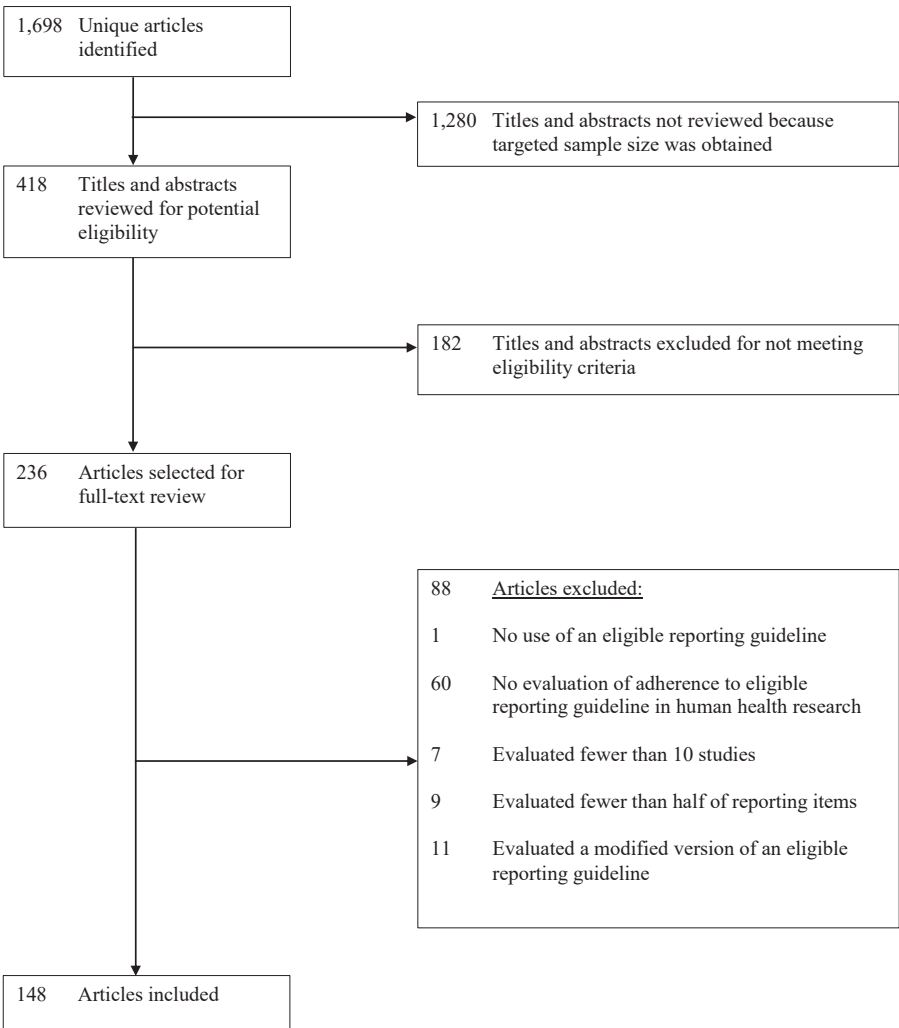 1,698 Unique articles
identified
1,280 Titles and abstracts not reviewed because
targeted sample size was obtained
418 Titles and abstracts
reviewed for potential
eligibility
182 Titles and abstracts excluded for not meeting
eligibility criteria
236 Articles selected for
full-text review
88 Articles excluded:
1 No use of an eligible reporting guideline
60 No evaluation of adherence to eligible
reporting guideline in human health research
7 Evaluated fewer than 10 studies
9 Evaluated fewer than half of reporting items
11 Evaluated a modified version of an eligible
reporting guideline
148 Articles included